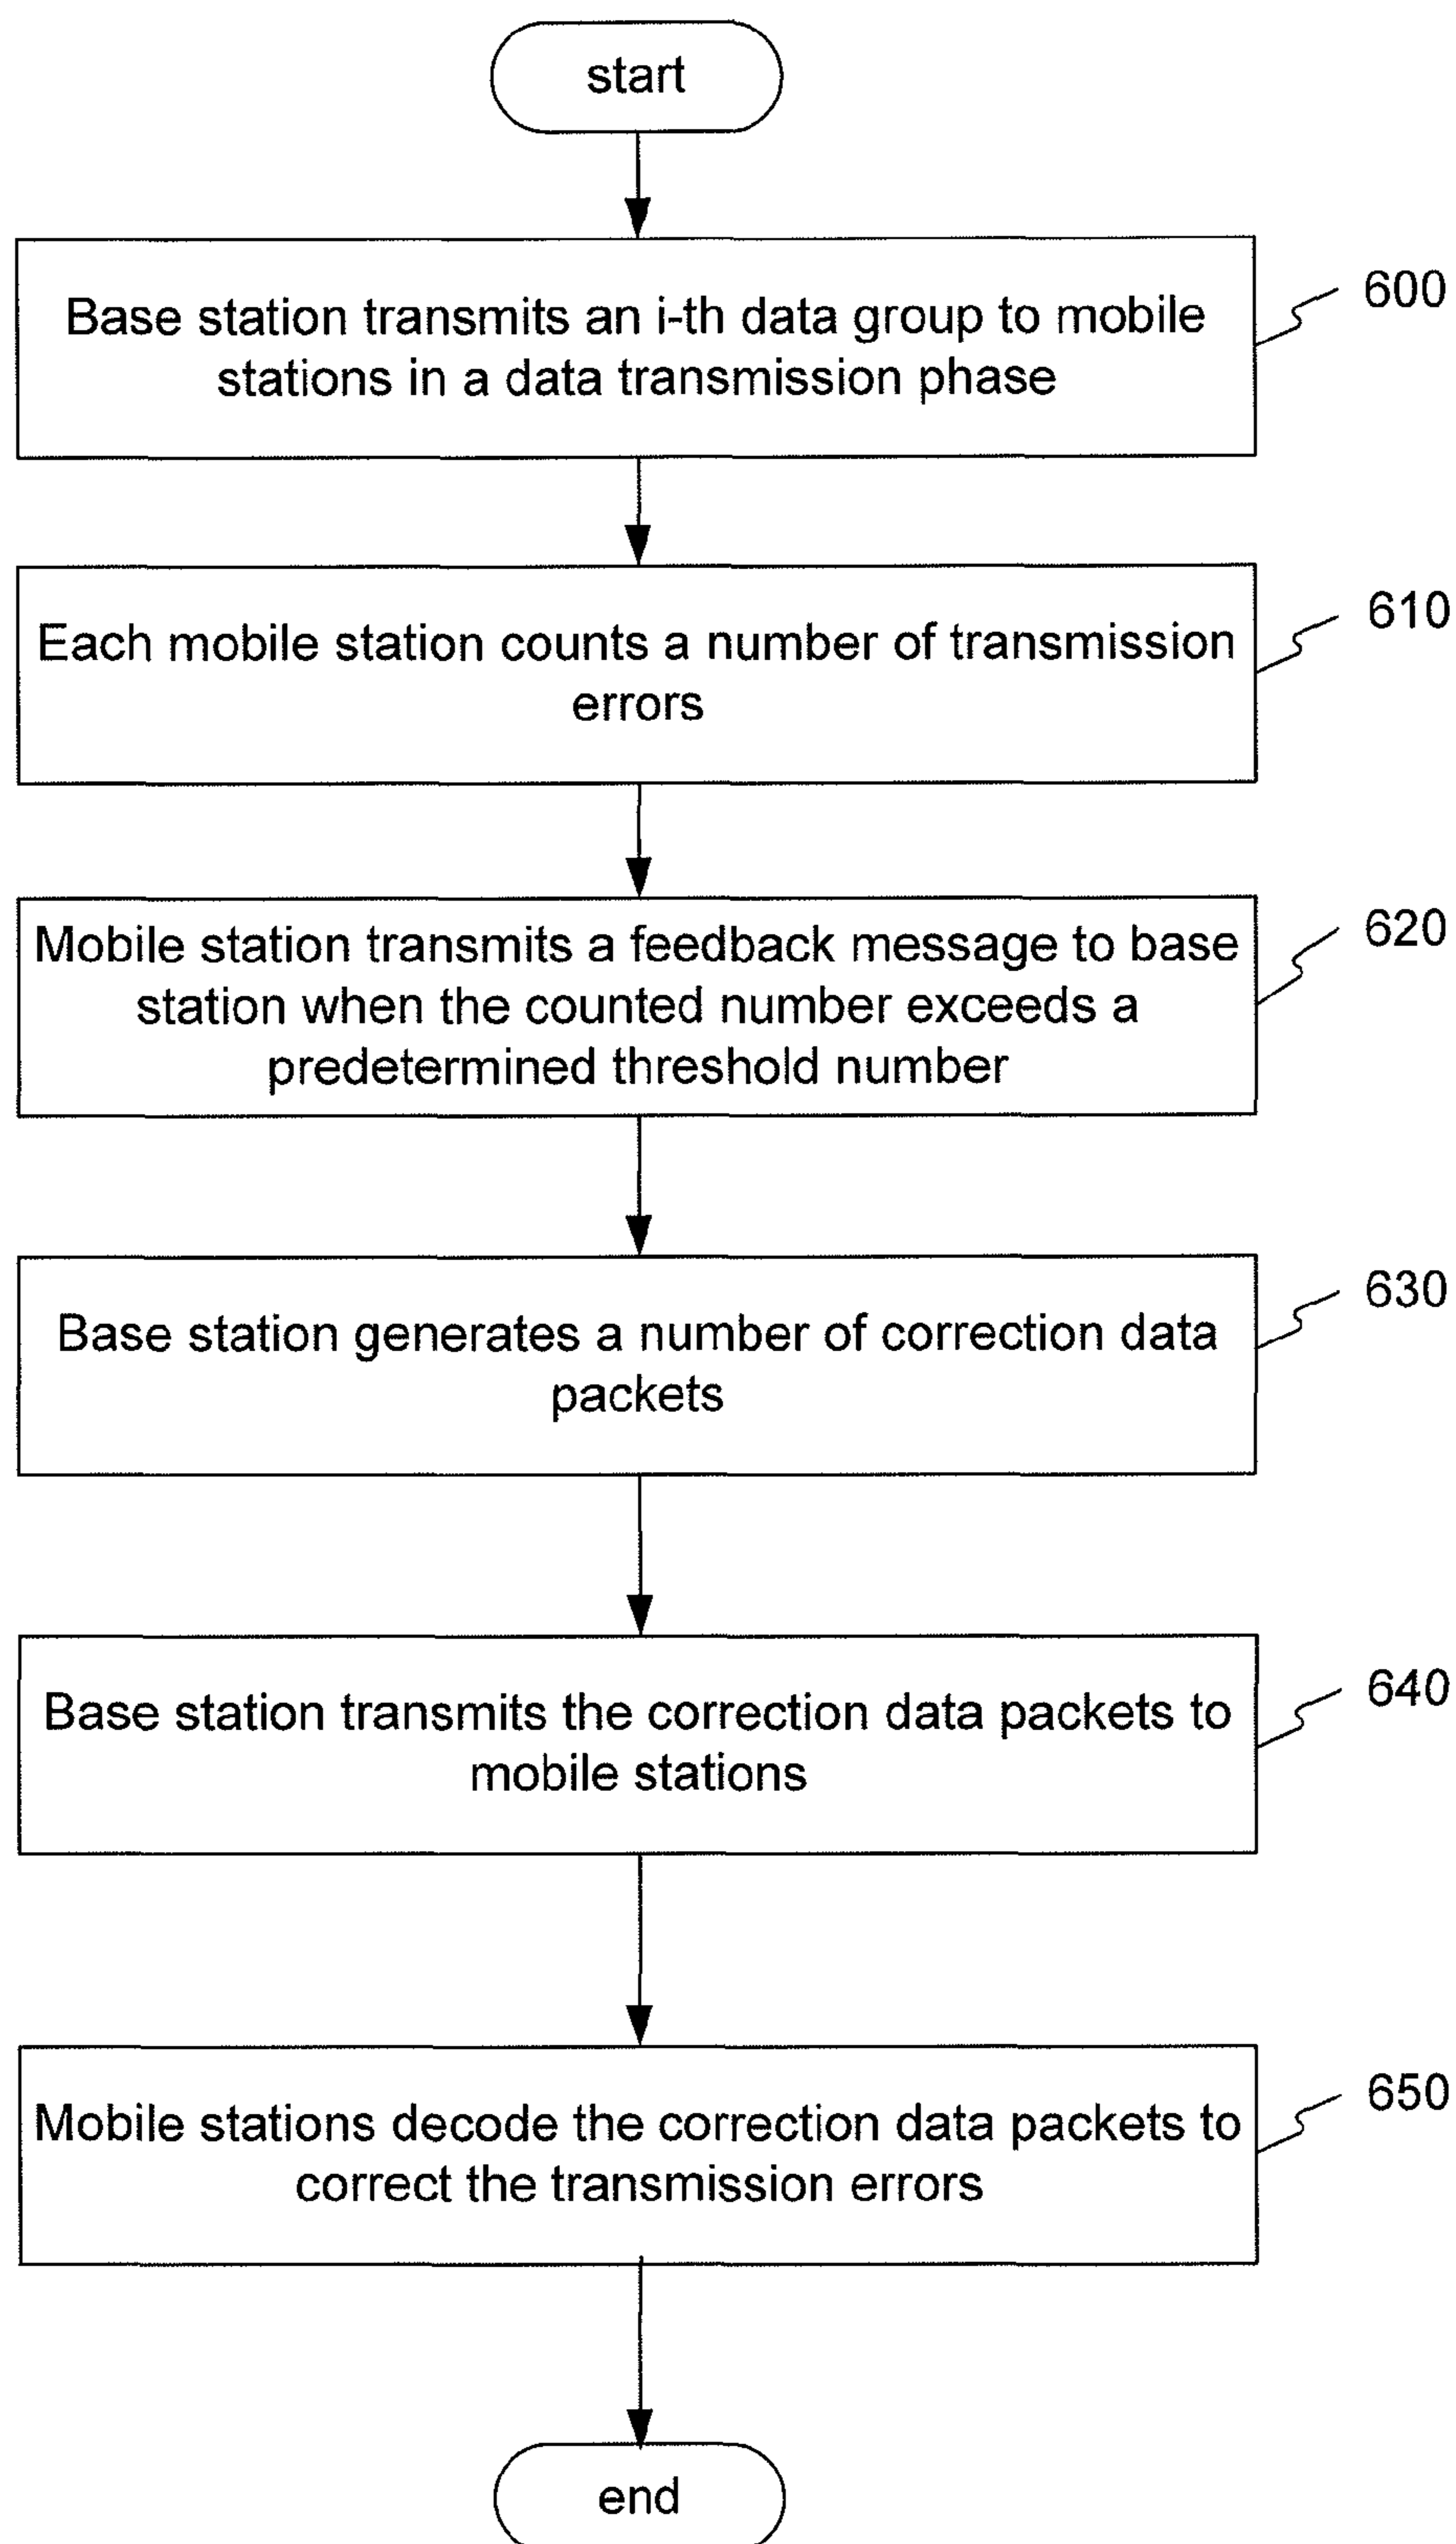 start
Base station transmits an i-th data group to mobile
stations in a data transmission phase
600
Each mobile station counts a number of transmission
errors
610
Mobile station transmits a feedback message to base
station when the counted number exceeds a
predetermined threshold number
620
Base station generates a number of correction data
packets
630
Base station transmits the correction data packets to
mobile stations
640
Mobile stations decode the correction data packets to
correct the transmission errors
650
end